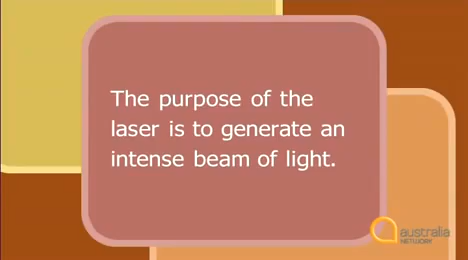 The purpose of the
laser is to generate an
intense beam of light.
australia
NETWORK